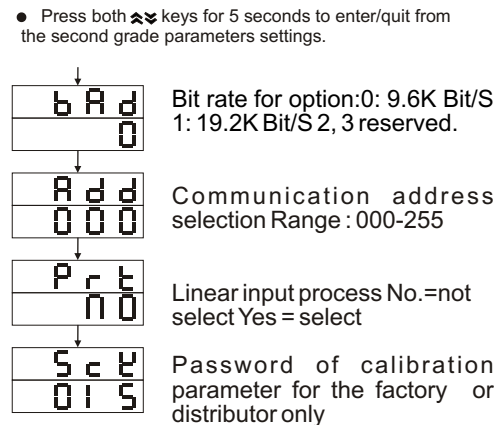 ● Press both keys for 5 seconds to enter/quit from
the second grade parameters settings.
bAd
0
Bit rate for option:0: 9.6K Bit/S
1: 19.2K Bit/S 2, 3 reserved.
Add
000
Communication address
selection Range : 000-255
Prt
NO
Linear input process No.=not
select Yes = select
ScK
015
Password of calibration
parameter for the factory or
distributor only